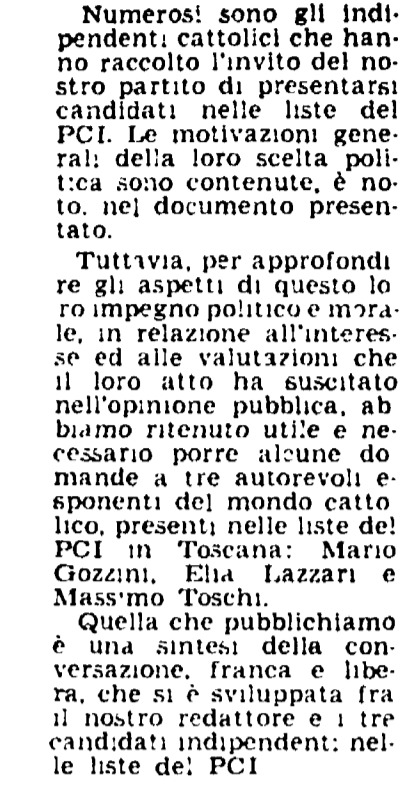 Numerosi sono gli indi-
pendenti cattolici che han-
no raccolto l'invito del no-
stro partito di presentarsi
candidati nelle liste del
PCI. Le motivazioni gene-
rali della loro scelta poli-
tica sono contenute, è no-
to, nel documento presen-
tato.
Tuttavia, per approfondi
re gli aspetti di questo lo
ro impegno politico e mora-
le, in relazione all'interes-
se ed alle valutazioni che
il loro atto ha suscitato
nell'opinione pubblica, ab
biamo ritenuto utile e ne-
cessario porre alcune do
mande a tre autorevoli e-
sponenti del mondo catto
lico, presenti nelle liste del
PCI in Toscana: Mario
Gozzini, Elia Lazzari e
Massimo Toschi.
Quella che pubblichiamo
è una sintesi della con-
versazione, franca e libe-
ra, che si è sviluppata fra
il nostro redattore e i tre
candidati indipendenti nel-
le liste del PCI